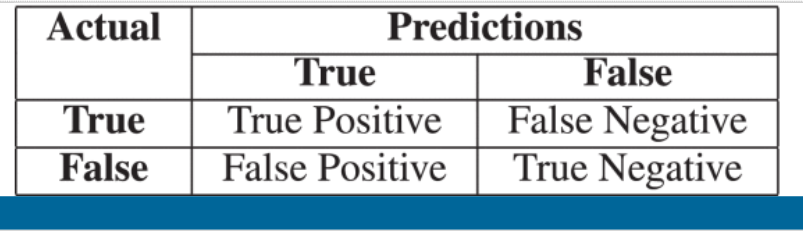 Actual Predictions
True False
True True Positive False Negative
False False Positive True Negative